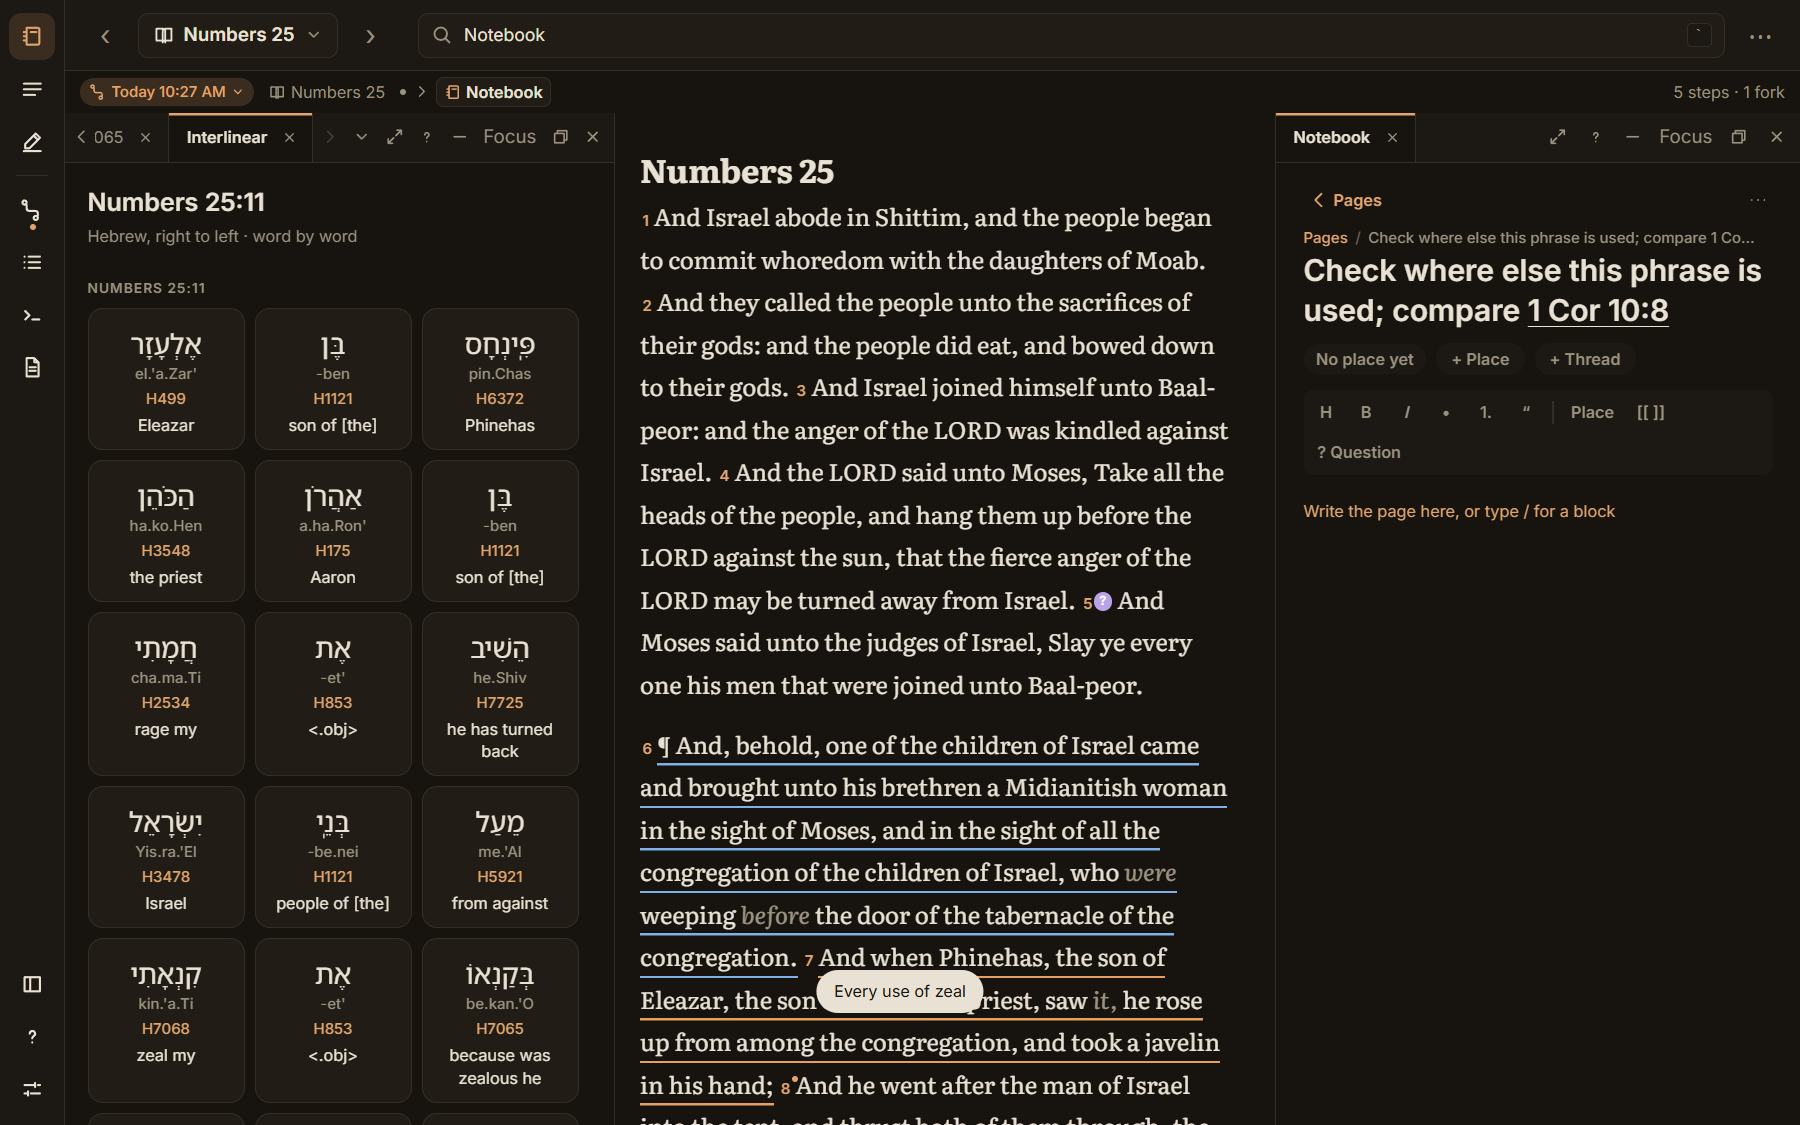 Numbers 25
Notebook
`
Today 10:27 AM
Numbers 25
Notebook
5 steps · 1 fork
065
Interlinear
?
Focus
Numbers 25:11
Hebrew, right to left · word by word
NUMBERS 25:11
אֶלְעָזָר
el.'a.Zar'
H499
Eleazar
בֶּן
-ben
H1121
son of [the]
פִּֽינְחָס
pin.Chas
H6372
Phinehas
הַכֹּהֵן
ha.ko.Hen
H3548
the priest
אַהֲרֹן
a.ha.Ron'
H175
Aaron
בֶּן
-ben
H1121
son of [the]
חֲמָתִי
cha.ma.Ti
H2534
rage my
אֶת
-et'
H853
<.obj>
הֵשִׁיב
he.Shiv
H7725
he has turned
back
יִשְׂרָאֵל
Yis.ra.'El
H3478
Israel
בְּנֵֽי
-be.nei
H1121
people of [the]
מֵעַל
me.'Al
H5921
from against
קִנְאָתִי
kin.'a.Ti
H7068
zeal my
אֶת
-et'
H853
<.obj>
בְּקַנְאוֹ
be.kan.'O
H7065
because was
zealous he
Numbers 25
1 And Israel abode in Shittim, and the people began
to commit whoredom with the daughters of Moab.
2 And they called the people unto the sacrifices of
their gods: and the people did eat, and bowed down
to their gods. 3 And Israel joined himself unto Baal-
peor: and the anger of the LORD was kindled against
Israel. 4 And the LORD said unto Moses, Take all the
heads of the people, and hang them up before the
LORD against the sun, that the fierce anger of the
LORD may be turned away from Israel. 5 ? And
Moses said unto the judges of Israel, Slay ye every
one his men that were joined unto Baal-peor.
6 ¶ And, behold, one of the children of Israel came
and brought unto his brethren a Midianitish woman
in the sight of Moses, and in the sight of all the
congregation of the children of Israel, who were
weeping before the door of the tabernacle of the
congregation. 7 And when Phinehas, the son of
Eleazar, the son
Every use of zeal
riest, saw it, he rose
up from among the congregation, and took a javelin
in his hand; 8 And he went after the man of Israel
into the tent, and thrust both of them through, the
Notebook
?
Focus
Pages
Pages / Check where else this phrase is used; compare 1 Co...
Check where else this phrase is
used; compare 1 Cor 10:8
No place yet
+ Place
+ Thread
H B I • 1. “ Place [[ ]]
? Question
Write the page here, or type / for a block
?